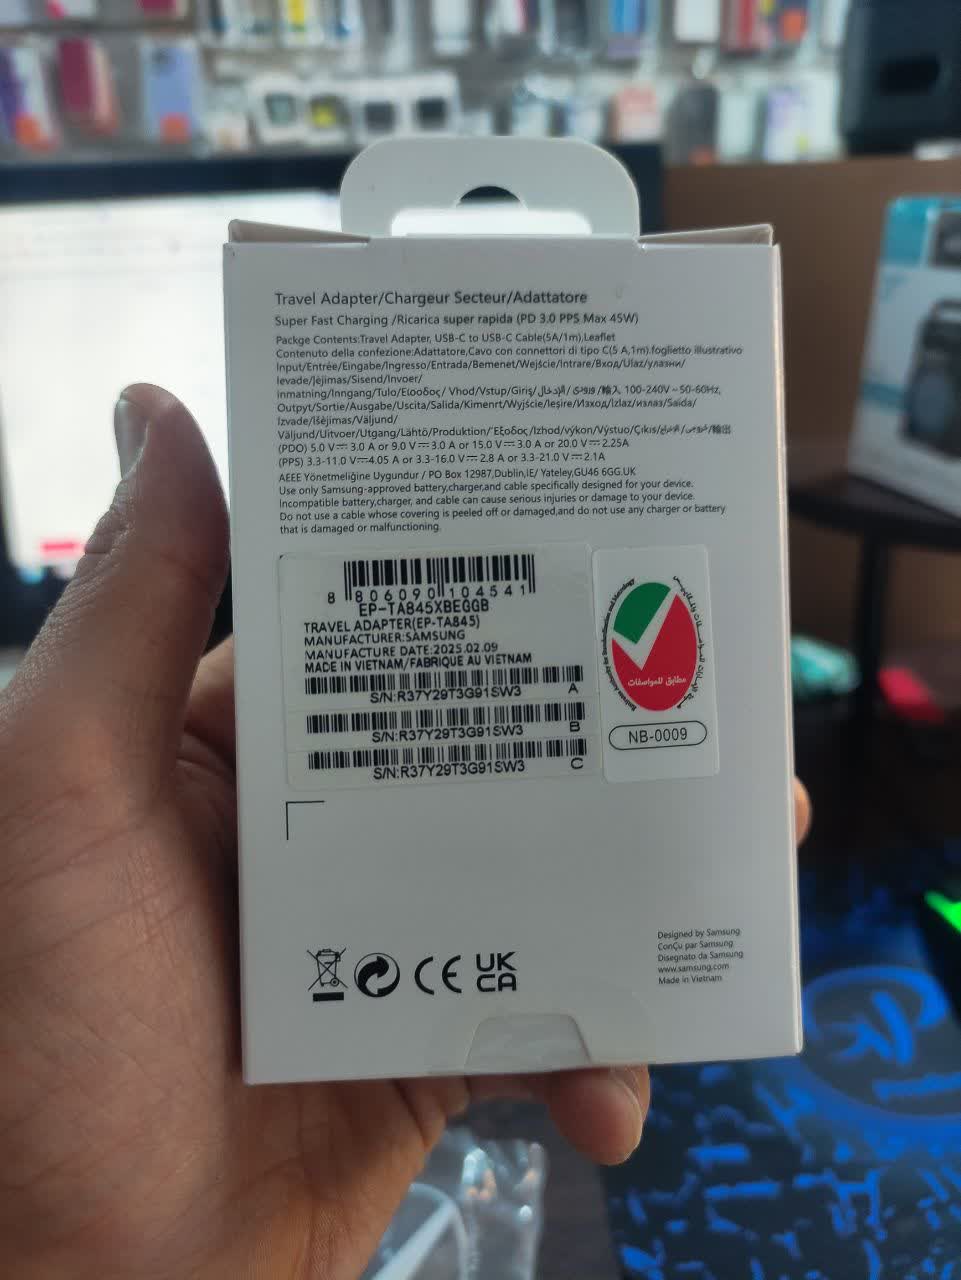 Travel Adapter/Chargeur Secteur/Adattatore
Super Fast Charging /Ricarica super rapida (PD 3.0 PPS Max 45W)
Packge Contents:Travel Adapter, USB-C to USB-C Cable(5A/1m),Leaflet
Contenuto della confezione:Adattatore,Cavo con connettori di tipo C(5 A,1m).foglietto illustrativo
Input/Entrée/Eingabe/Ingresso/Entrada/Bemenet/Wejście/Intrare/Вход/Ulaz/улазни/
Ievade/Jėjimas/Sisend/Invoer/
Inmatning/Inngang/Tulo/Είσοδος/ Vhod/Vstup/Giriş/ الإدخال/ ورودی/輸入 100-240V~50-60Hz,
Outpyt/Sortie/Ausgabe/Uscita/Salida/Kimenrt/Wyjście/Ieşire/Изход/Izlaz/излаз/Saida/
Izvade/Išėjimas/Väljund/
Väljund/Uitvoer/Utgang/Lähtö/Produktion/Έξοδος/Izhod/výkon/Výstuo/Çıkış/ خروجی/輸出
(PDO) 5.0 V⎓3.0 A or 9.0 V⎓3.0 A or 15.0 V⎓3.0 A or 20.0 V⎓2.25A
(PPS) 3.3-11.0 V⎓4.05 A or 3.3-16.0 V⎓2.8 A or 3.3-21.0 V⎓2.1A
AEEE Yönetmeliğine Uygundur / PO Box 12987,Dublin,IE/ Yateley,GU46 6GG.UK
Use only Samsung-approved battery,charger,and cable specifically designed for your device.
Incompatible battery,charger, and cable can cause serious injuries or damage to your device.
Do not use a cable whose covering is peeled off or damaged,and do not use any charger or battery
that is damaged or malfunctioning.
8 806090 104541
EP-TA845XBEGGB
TRAVEL ADAPTER(EP-TA845)
MANUFACTURER:SAMSUNG
MANUFACTURE DATE:2025.02.09
MADE IN VIETNAM/FABRIQUE AU VIETNAM
S/N:R37Y29T3G91SW3 A
S/N:R37Y29T3G91SW3 B
S/N:R37Y29T3G91SW3 C
مطابق للمواصفات
NB-0009
CE
UK
CA
Designed by Samsung
ConÇu par Samsung
Disegnato da Samsung
www.samsung.com
Made in Vietnam